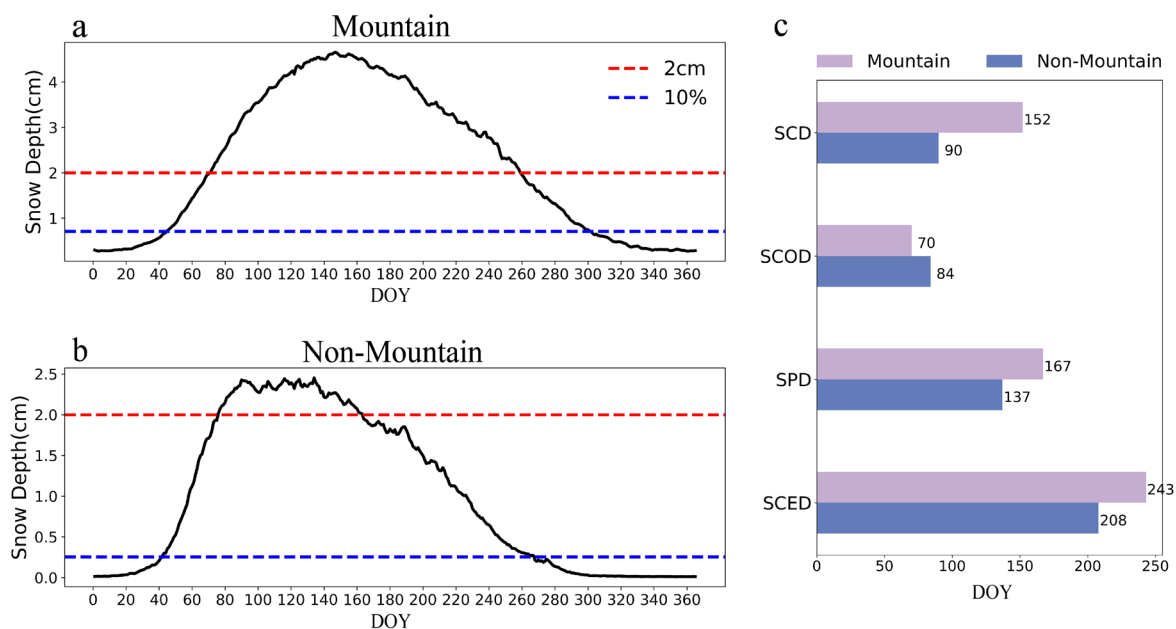 a
Mountain
Snow Depth(cm)
4
3
2
1
2cm
10%
0 20 40 60 80 100 120 140 160 180 200 220 240 260 280 300 320 340 360
DOY
b
Non-Mountain
Snow Depth(cm)
2.5
2.0
1.5
1.0
0.5
0.0
0 20 40 60 80 100 120 140 160 180 200 220 240 260 280 300 320 340 360
DOY
c
Mountain Non-Mountain
SCD
152
90
SCOD
70
84
SPD
167
137
SCED
243
208
0 50 100 150 200 250
DOY